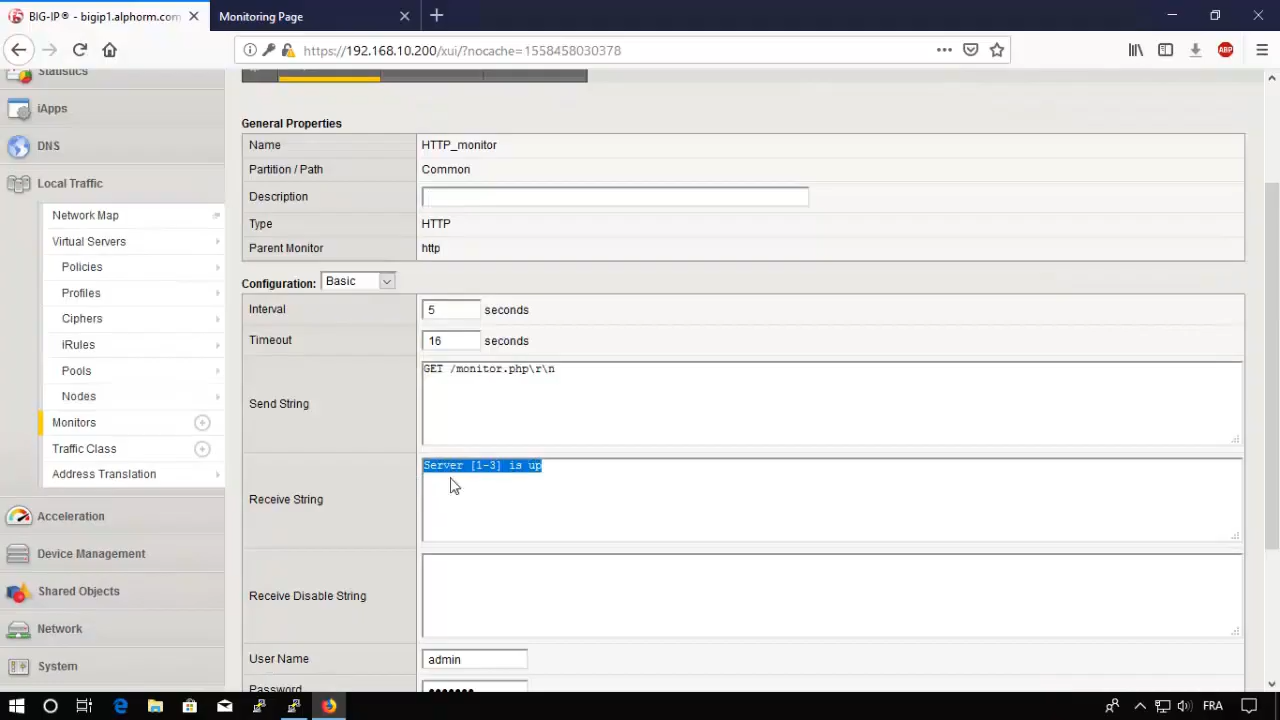 BIG-IP® - bigip1.alphorm.com
Monitoring Page
https://192.168.10.200/xui/?nocache=1558458030378
ABP
Statistics
iApps
DNS
Local Traffic
Network Map
Virtual Servers
Policies
Profiles
Ciphers
iRules
Pools
Nodes
Monitors
Traffic Class
Address Translation
Acceleration
Device Management
Shared Objects
Network
System
General Properties
Name HTTP_monitor
Partition / Path Common
Description
Type HTTP
Parent Monitor http
Configuration: Basic
Interval 5 seconds
Timeout 16 seconds
Send String GET /monitor.php\r\n
Receive String Server [1-3] is up
Receive Disable String
User Name admin
Password
FRA